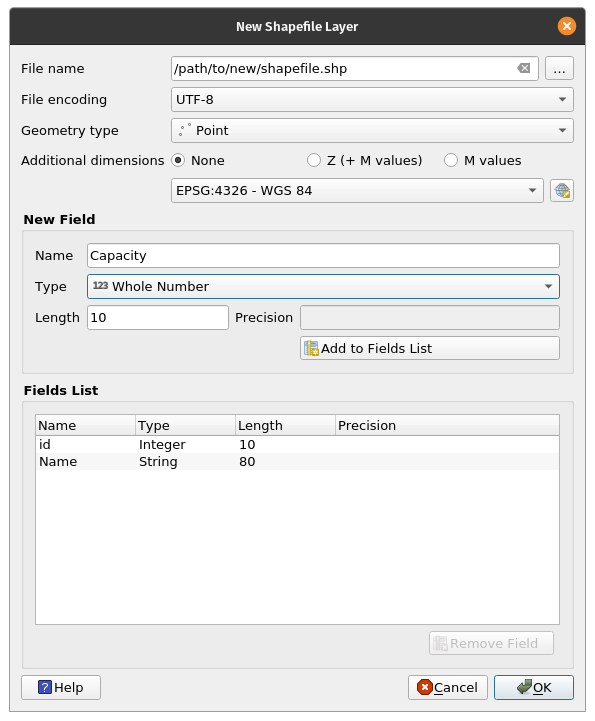 New Shapefile Layer
File name /path/to/new/shapefile.shp ...
File encoding UTF-8
Geometry type Point
Additional dimensions None Z (+ M values) M values
EPSG:4326 - WGS 84
New Field
Name Capacity
Type 123 Whole Number
Length 10 Precision
Add to Fields List
Fields List
Name Type Length Precision
id Integer 10
Name String 80
Remove Field
? Help Cancel OK